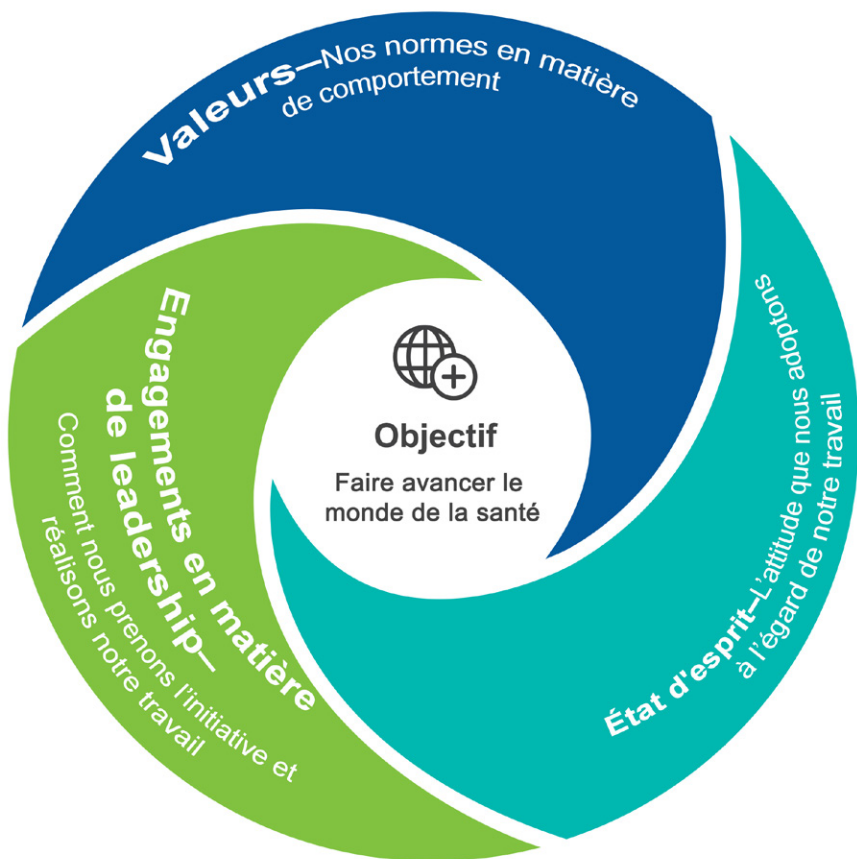 Valeurs—Nos normes en matière
de comportement
État d'esprit—L'attitude que nous adoptons
à l'égard de notre travail
Engagements en matière
de leadership—
Comment nous prenons l'initiative et
réalisons notre travail
Objectif
Faire avancer le
monde de la santé